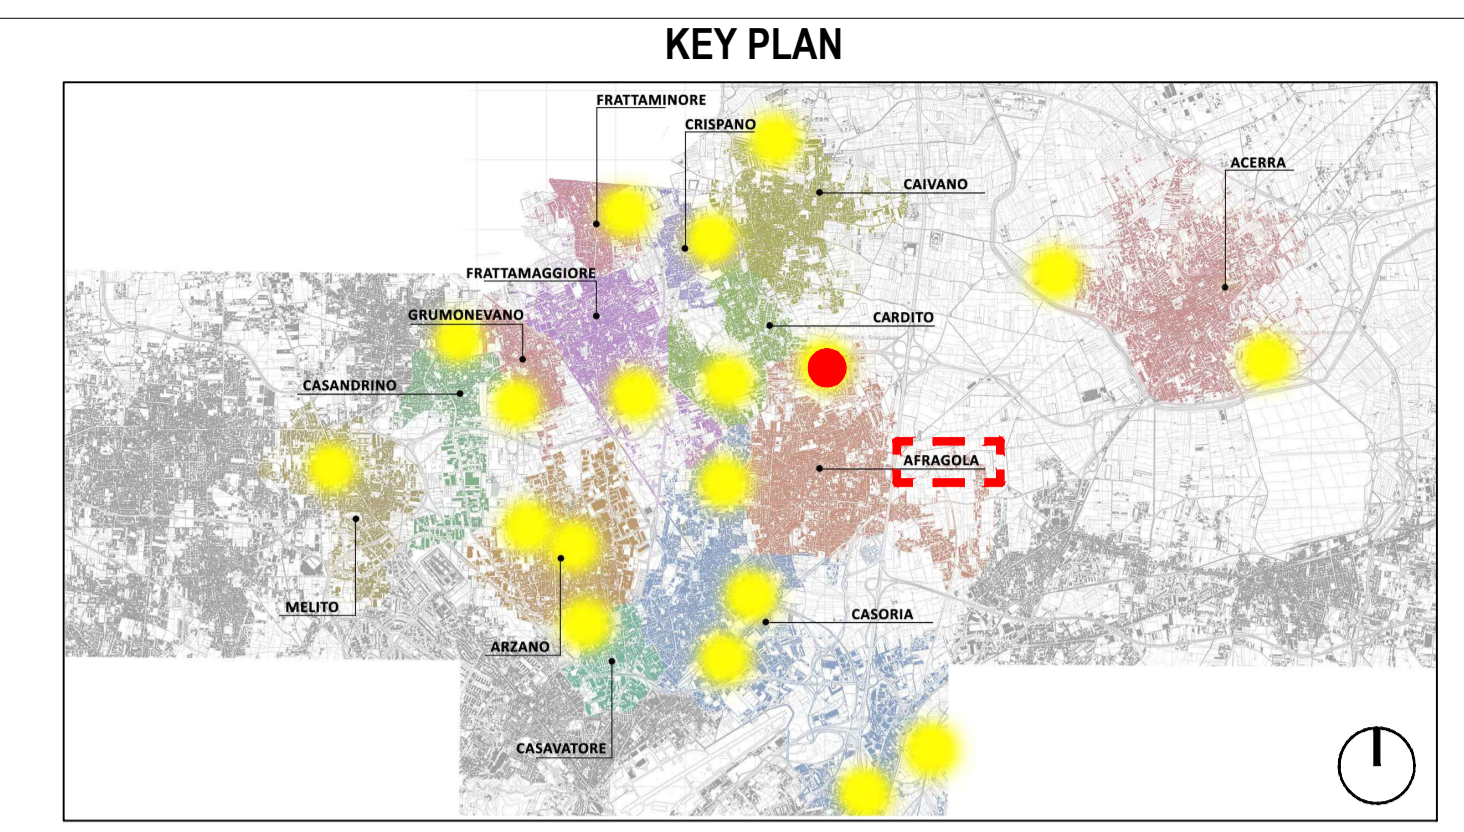 KEY PLAN
FRATTAMINORE
CRISPANO
ACERRA
CAIVANO
FRATTAMAGGIORE
GRUMONEVANO
CARDITO
CASANDRINO
AFRAGOLA
MELITO
CASORIA
ARZANO
CASAVATORE